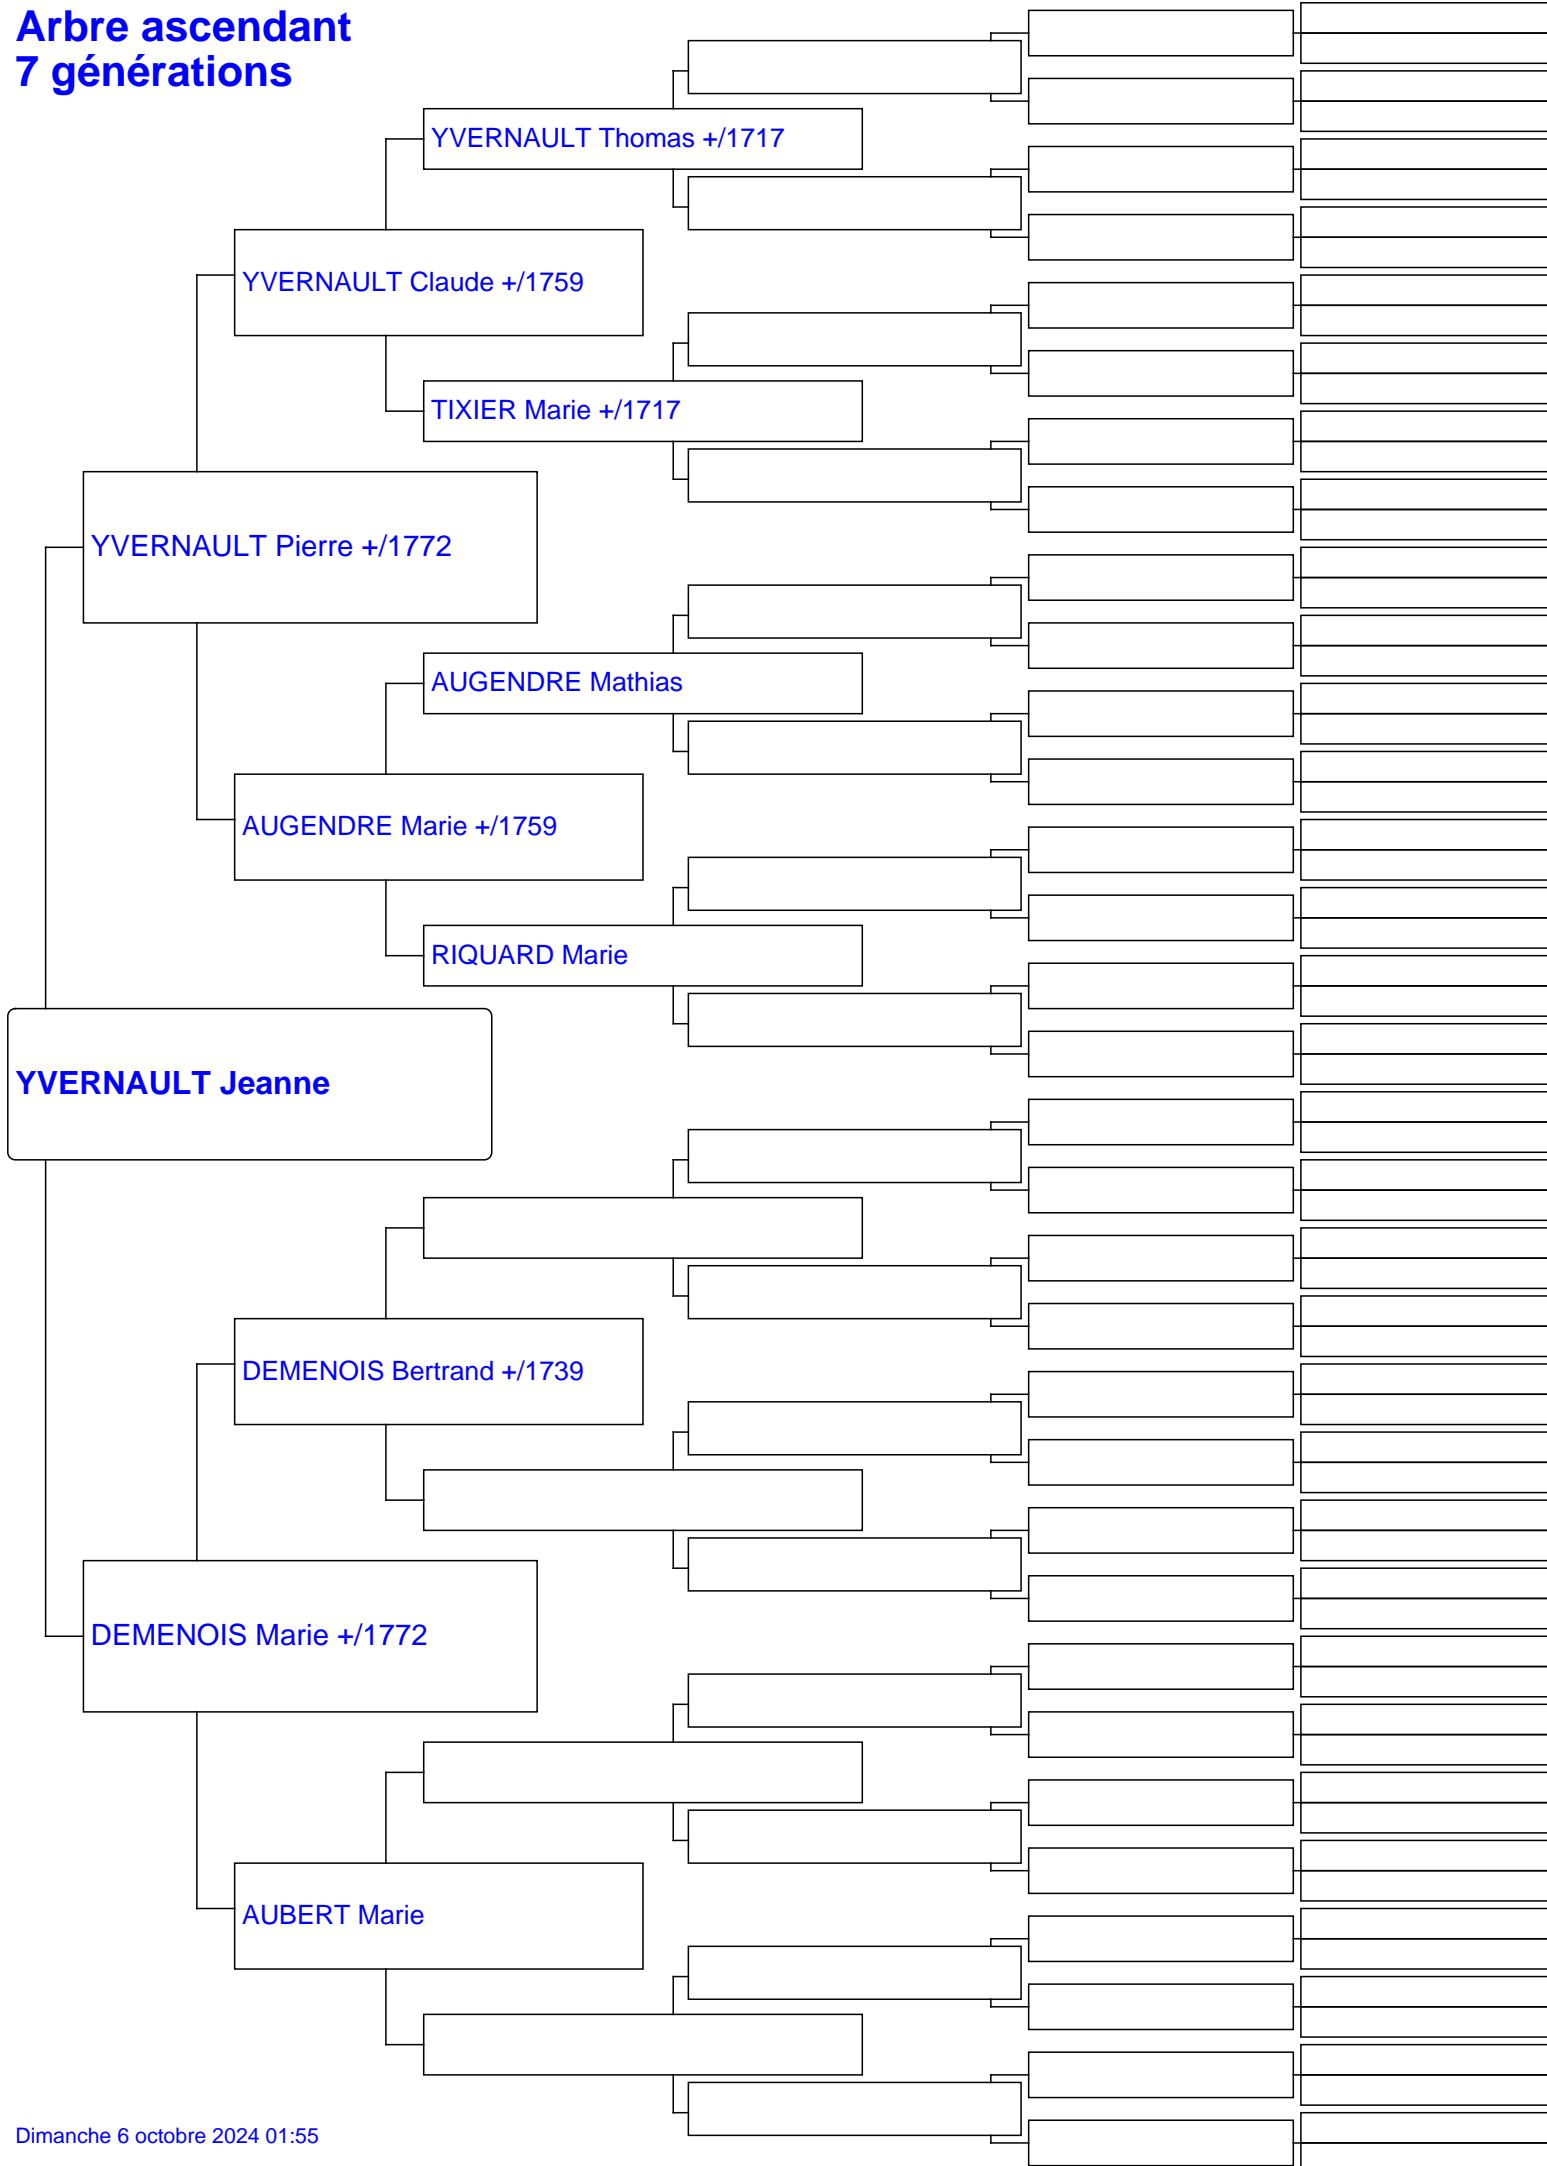 Arbre ascendant
7 générations
YVERNAULT Thomas +/1717
YVERNAULT Claude +/1759
TIXIER Marie +/1717
YVERNAULT Pierre +/1772
AUGENDRE Mathias
AUGENDRE Marie +/1759
RIQUARD Marie
YVERNAULT Jeanne
DEMENOIS Bertrand +/1739
DEMENOIS Marie +/1772
AUBERT Marie
Dimanche 6 octobre 2024 01:55